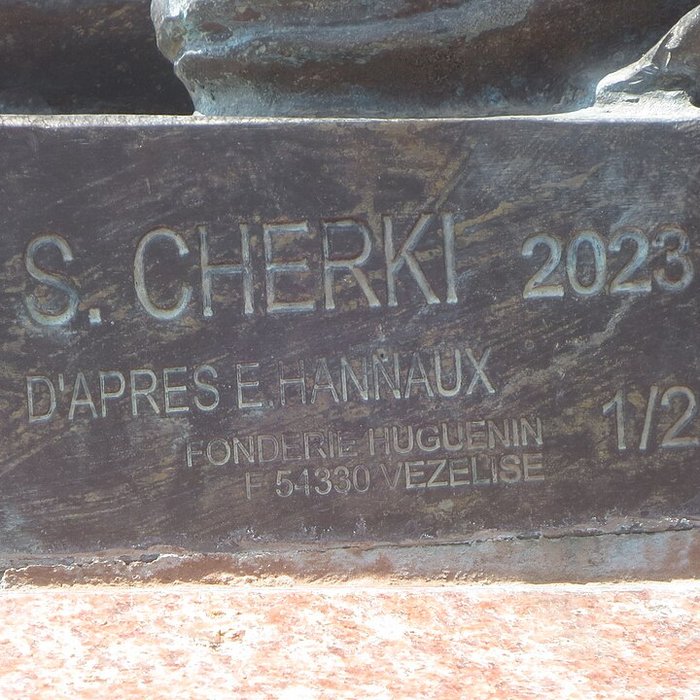 S. CHERKI 2023
D'APRES E.HANNAUX
1/2
FONDERIE HUGUENIN
F 54330 VEZELISE